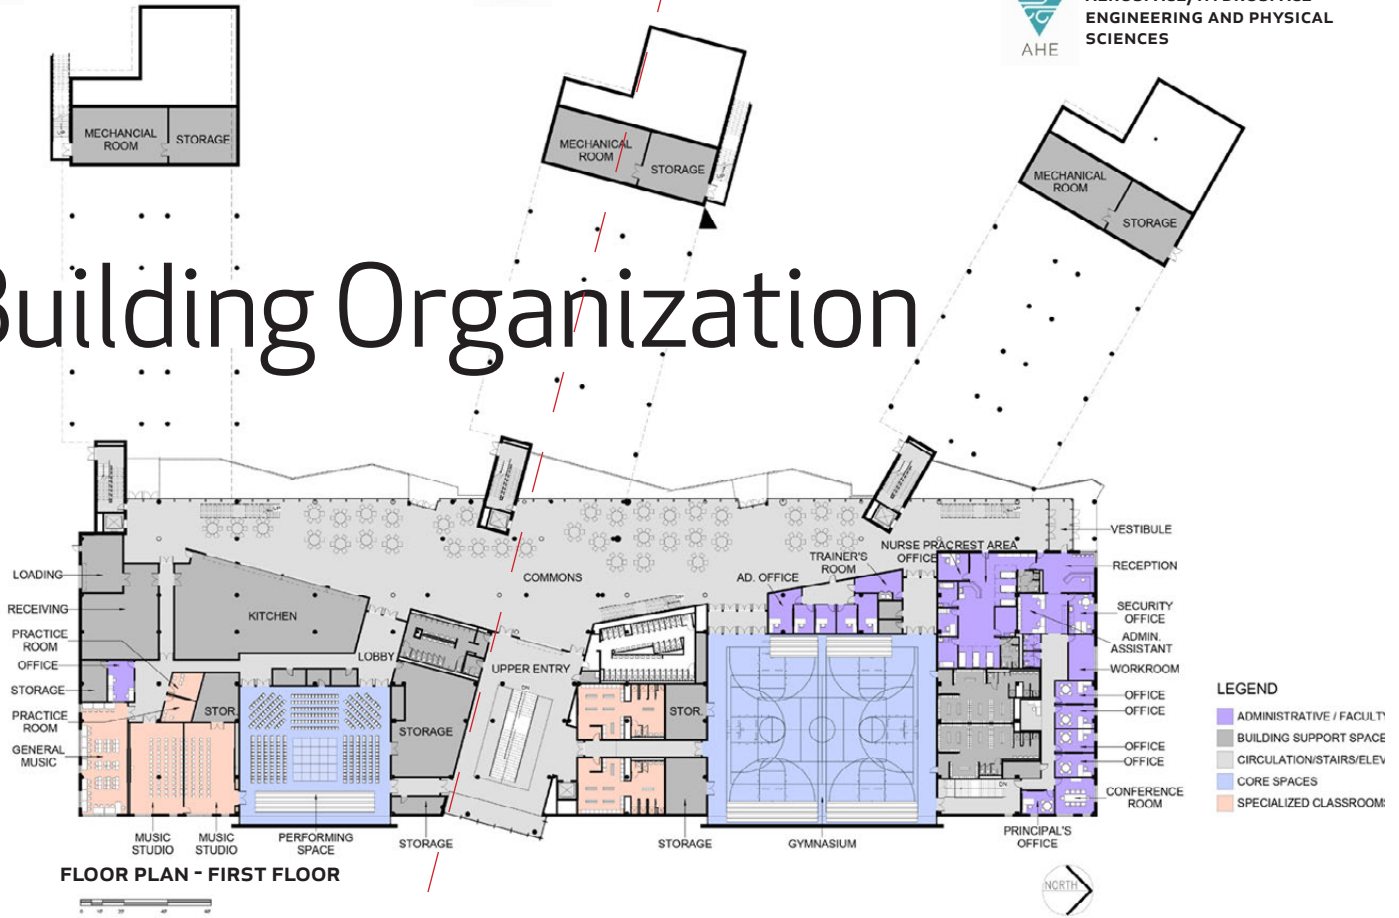 ENGINEERING AND PHYSICAL
SCIENCES
AHE
MECHANCIAL
ROOM
STORAGE
MECHANICAL
ROOM
STORAGE
MECHANICAL
ROOM
STORAGE
Building Organization
VESTIBULE
NURSE PRACREST AREA
OFFICE
TRAINER'S
ROOM
RECEPTION
LOADING
COMMONS
AD. OFFICE
RECEIVING
KITCHEN
SECURITY
OFFICE
PRACTICE
ROOM
ADMIN.
ASSISTANT
OFFICE
LOBBY
UPPER ENTRY
WORKROOM
STORAGE
OFFICE
DN
STOR.
STOR.
OFFICE
PRACTICE
ROOM
STORAGE
GENERAL
MUSIC
OFFICE
OFFICE
DN
CONFERENCE
ROOM
LEGEND
ADMINISTRATIVE / FACULTY
BUILDING SUPPORT SPACE
CIRCULATION/STAIRS/ELEV
CORE SPACES
SPECIALIZED CLASSROOMS
MUSIC
STUDIO
MUSIC
STUDIO
PERFORMING
SPACE
STORAGE
STORAGE
GYMNASIUM
PRINCIPAL'S
OFFICE
FLOOR PLAN - FIRST FLOOR
NORTH